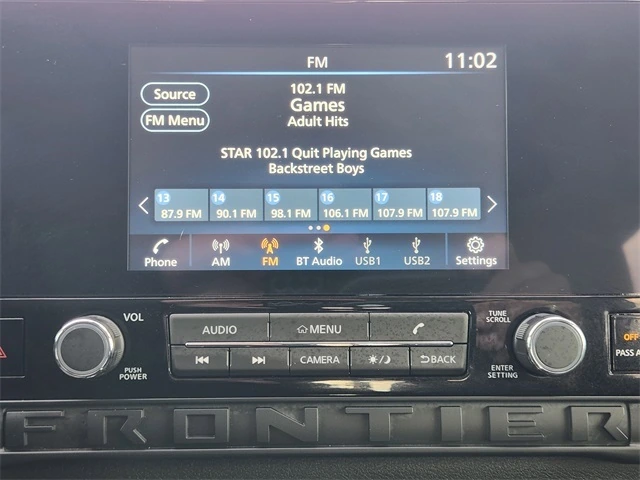 FM 11:02
Source 102.1 FM
Games
FM Menu Adult Hits
STAR 102.1 Quit Playing Games
Backstreet Boys
13 14 15 16 17 18
87.9 FM 90.1 FM 98.1 FM 106.1 FM 107.9 FM 107.9 FM
Phone AM FM BT Audio USB1 USB2 Settings
VOL AUDIO MENU TUNE
SCROLL
OFF
PUSH
POWER
CAMERA BACK
ENTER
SETTING
PASS A
FRONTIER